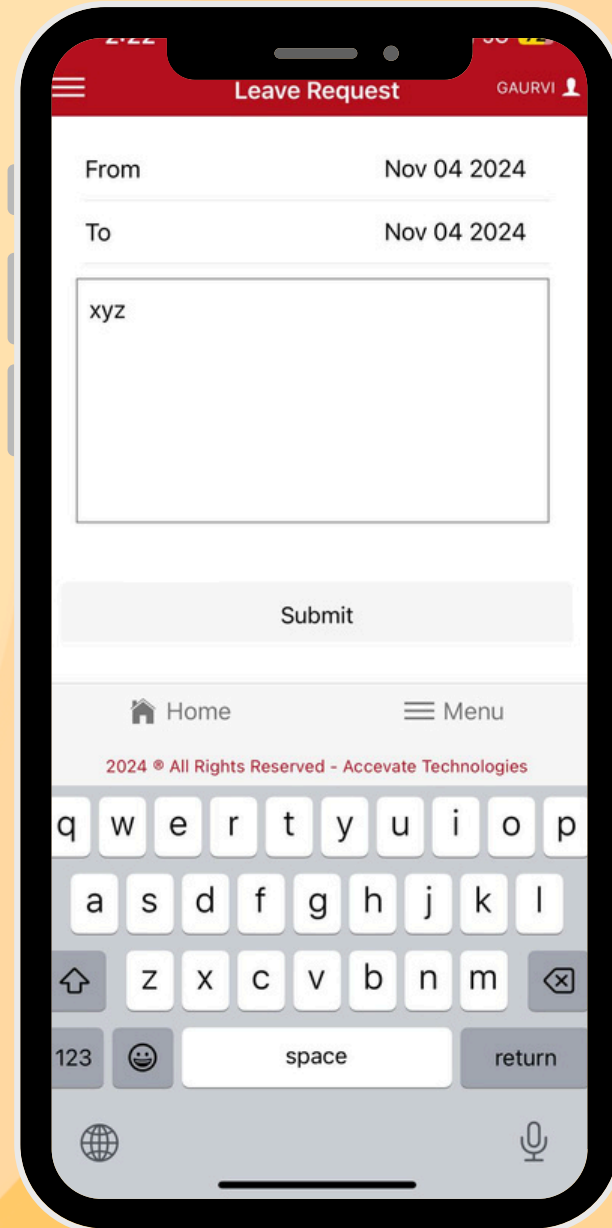 Leave Request GAURVI
From Nov 04 2024
To Nov 04 2024
xyz
Submit
Home Menu
2024 ® All Rights Reserved - Accevate Technologies
q w e r t y u i o p
a s d f g h j k l
z x c v b n m
123 space return